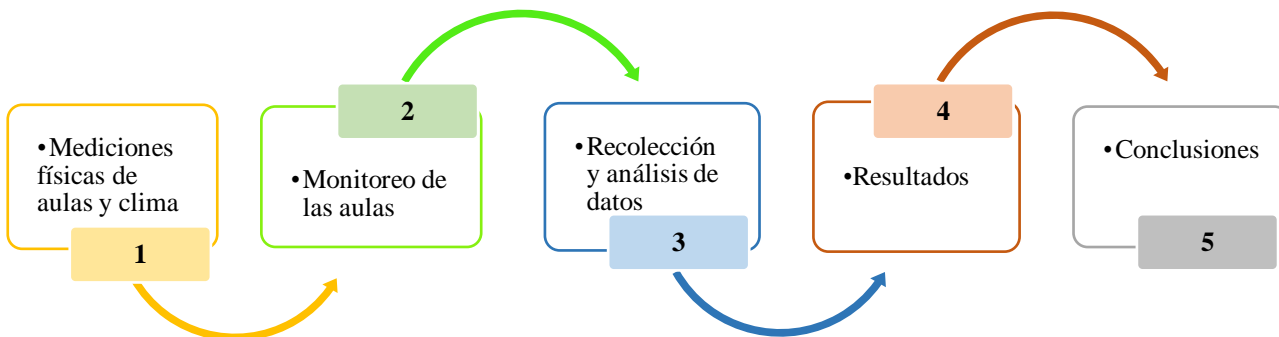 •Mediciones
físicas de
aulas y clima
1
2
•Monitoreo de
las aulas
•Recolección
y análisis de
datos
3
4
•Resultados
•Conclusiones
5